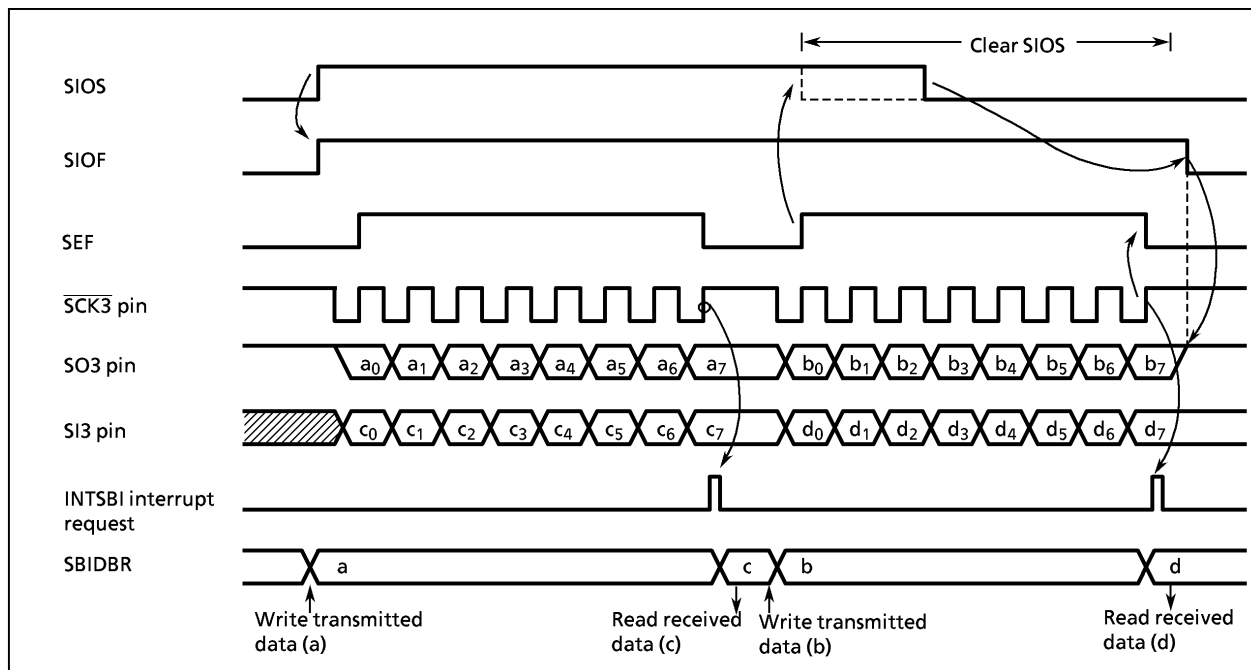 Clear SIOS
SIOS
SIOF
SEF
SCK3 pin
SO3 pin
a0 a1 a2 a3 a4 a5 a6 a7 b0 b1 b2 b3 b4 b5 b6 b7
SI3 pin
c0 c1 c2 c3 c4 c5 c6 c7 d0 d1 d2 d3 d4 d5 d6 d7
INTSBI interrupt
request
SBIDBR
a c b d
Write transmitted
data (a)
Read received
data (c)
Write transmitted
data (b)
Read received
data (d)